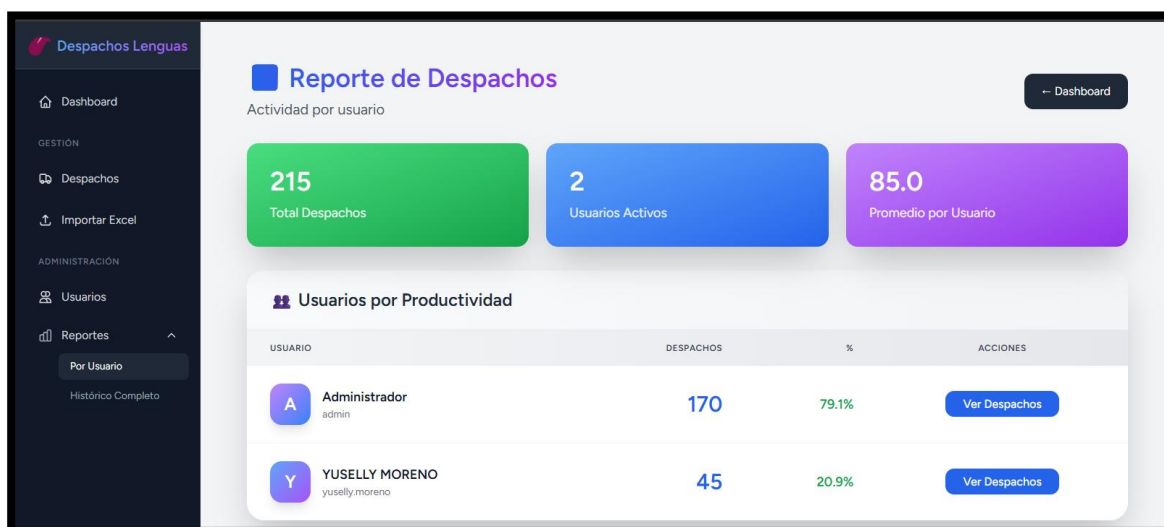 Despachos Lenguas
Dashboard
GESTIÓN
Despachos
Importar Excel
ADMINISTRACIÓN
Usuarios
Reportes
Por Usuario
Histórico Completo
Reporte de Despachos
Actividad por usuario
← Dashboard
215
Total Despachos
2
Usuarios Activos
85.0
Promedio por Usuario
Usuarios por Productividad
USUARIO DESPACHOS % ACCIONES
A Administrador 170 79.1% Ver Despachos
admin
Y YUSELLY MORENO 45 20.9% Ver Despachos
yuselly.moreno